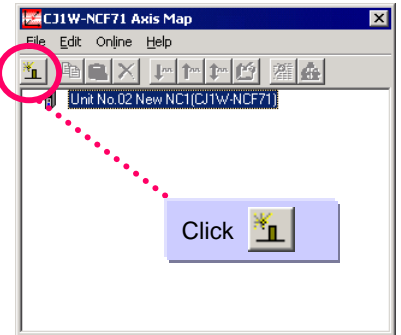 CJ1W-NCF71 Axis Map
File Edit Online Help
Unit No.02 New NC1(CJ1W-NCF71)
Click